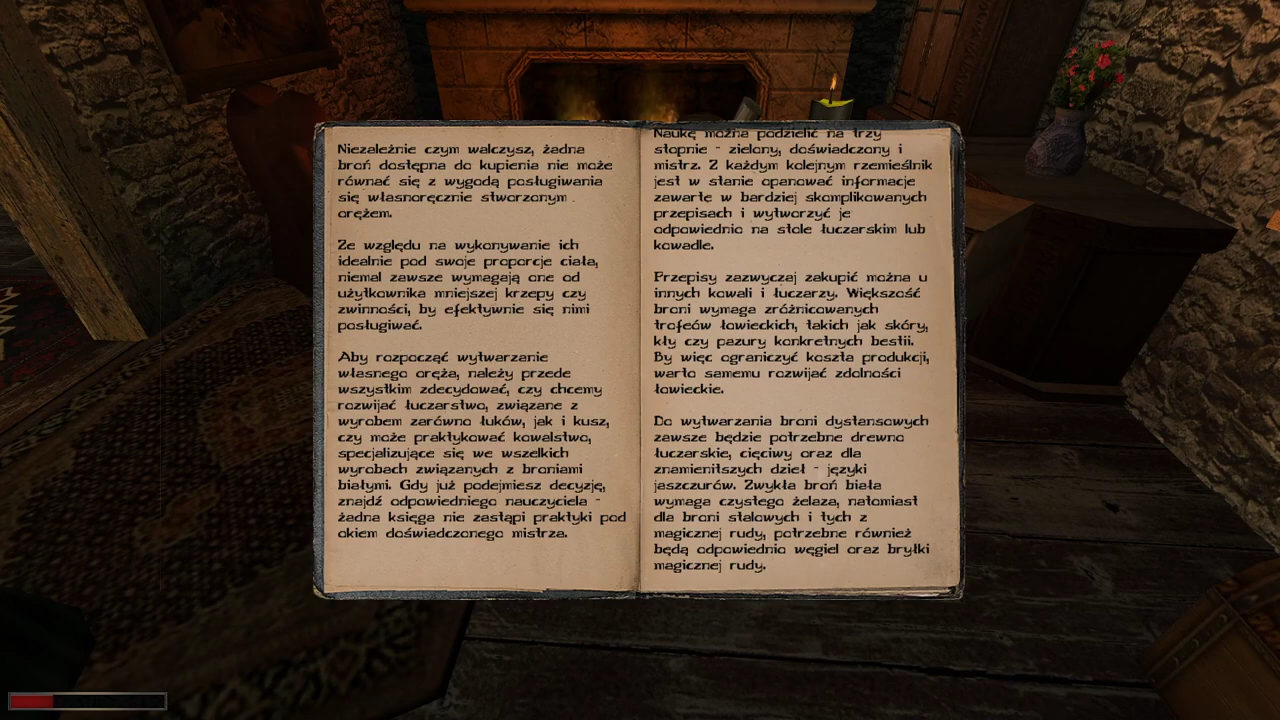 Niezależnie czym walczysz, żadna
broń dostępna do kupienia nie może
równać się z wygodą posługiwania
się własnoręcznie stworzonym
orężem.
Ze względu na wykonywanie ich
idealnie pod swoje proporcje ciała,
niemal zawsze wymagają one od
użytkownika mniejszej krzepy czy
zwinności, by efektywnie się nimi
posługiwać.
Aby rozpocząć wytwarzanie
własnego oręża, należy przede
wszystkim zdecydować, czy chcemy
rozwijać łuczarstwo, związane z
wyrobem zarówno łuków, jak i kusz,
czy może praktykować kowalstwo,
specjalizujące się we wszelkich
wyrobach związanych z broniami
białymi. Gdy już podejmiesz decyzję,
znajdź odpowiedniego nauczyciela -
żadna księga nie zastąpi praktyki pod
okiem doświadczonego mistrza.
Naukę można podzielić na trzy
stopnie - zielony, doświadczony i
mistrz. Z każdym kolejnym rzemieślnik
jest w stanie opanować informacje
zawarte w bardziej skomplikowanych
przepisach i wytworzyć je
odpowiednio na stole łuczarskim lub
kowadle.
Przepisy zazwyczaj zakupić można u
innych kowali i łuczarzy. Większość
broni wymaga zróżnicowanych
trofeów łowieckich, takich jak skóry,
kły czy pazury konkretnych bestii.
By więc ograniczyć koszta produkcji,
warto samemu rozwijać zdolności
łowieckie.
Do wytwarzania broni dystansowych
zawsze będzie potrzebne drewno
łuczarskie, cięciwy oraz dla
znamienitszych dzieł - języki
jaszczurów. Zwykła broń biała
wymaga czystego żelaza, natomiast
dla broni stalowych i tych z
magicznej rudy, potrzebne również
będą odpowiednio węgiel oraz bryłki
magicznej rudy.